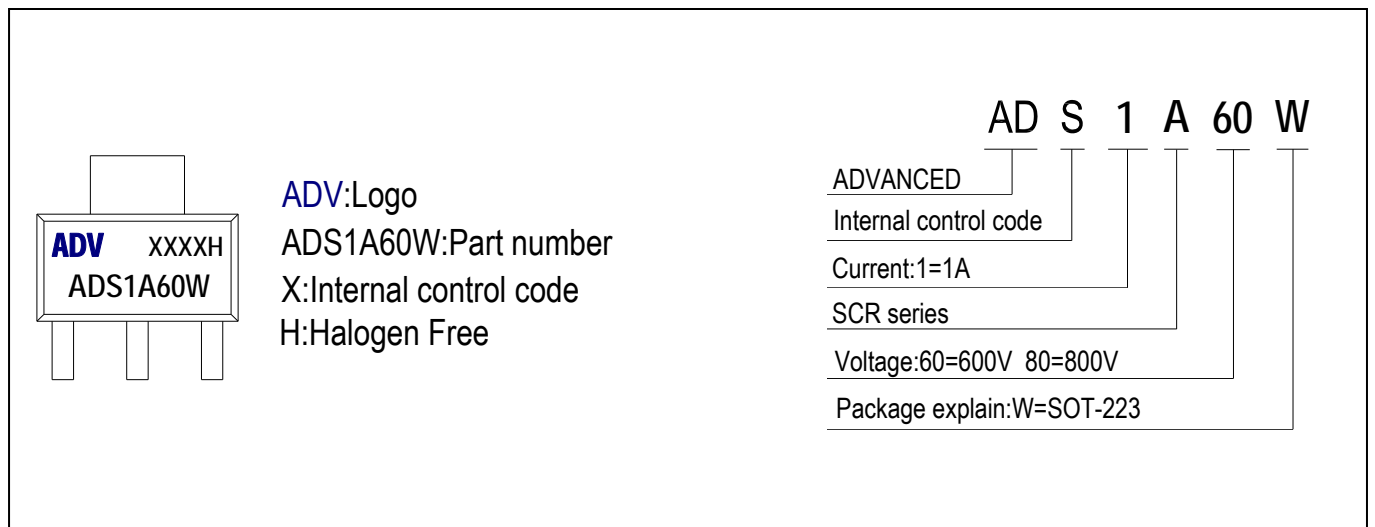 ADV XXXXH
ADS1A60W
ADV:Logo
ADS1A60W:Part number
X:Internal control code
H:Halogen Free
AD S 1 A 60 W
ADVANCED
Internal control code
Current:1=1A
SCR series
Voltage:60=600V 80=800V
Package explain:W=SOT-223